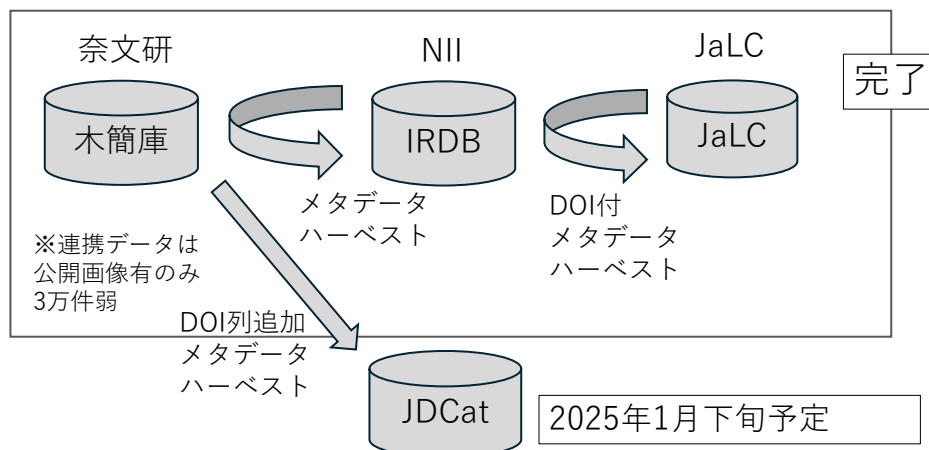 奈文研
NII
JaLC
完了
木簡庫
IRDB
JaLC
メタデータ
ハーベスト
DOI付
メタデータ
ハーベスト
※連携データは
公開画像有のみ
3万件弱
DOI列追加
メタデータ
ハーベスト
JDCat
2025年1月下旬予定